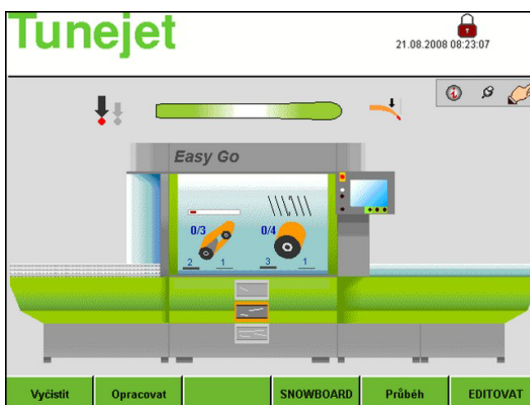 Tunejet
21.08.2008 08:23:07
Easy Go
0/3
0/4
2 1
3 1
Vyčistit
Opracovat
SNOWBOARD
Průběh
EDITOVAT